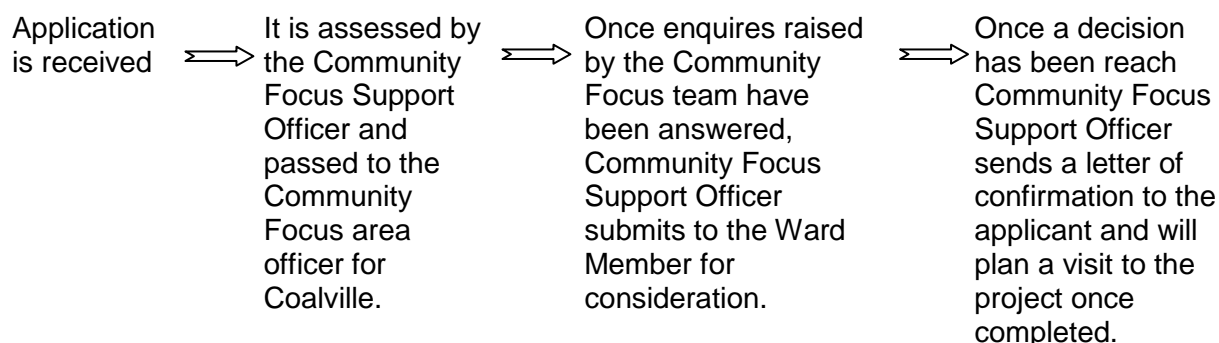 Application
is received
It is assessed by
the Community
Focus Support
Officer and
passed to the
Community
Focus area
officer for
Coalville.
Once enquires raised
by the Community
Focus team have
been answered,
Community Focus
Support Officer
submits to the Ward
Member for
consideration.
Once a decision
has been reach
Community Focus
Support Officer
sends a letter of
confirmation to the
applicant and will
plan a visit to the
project once
completed.